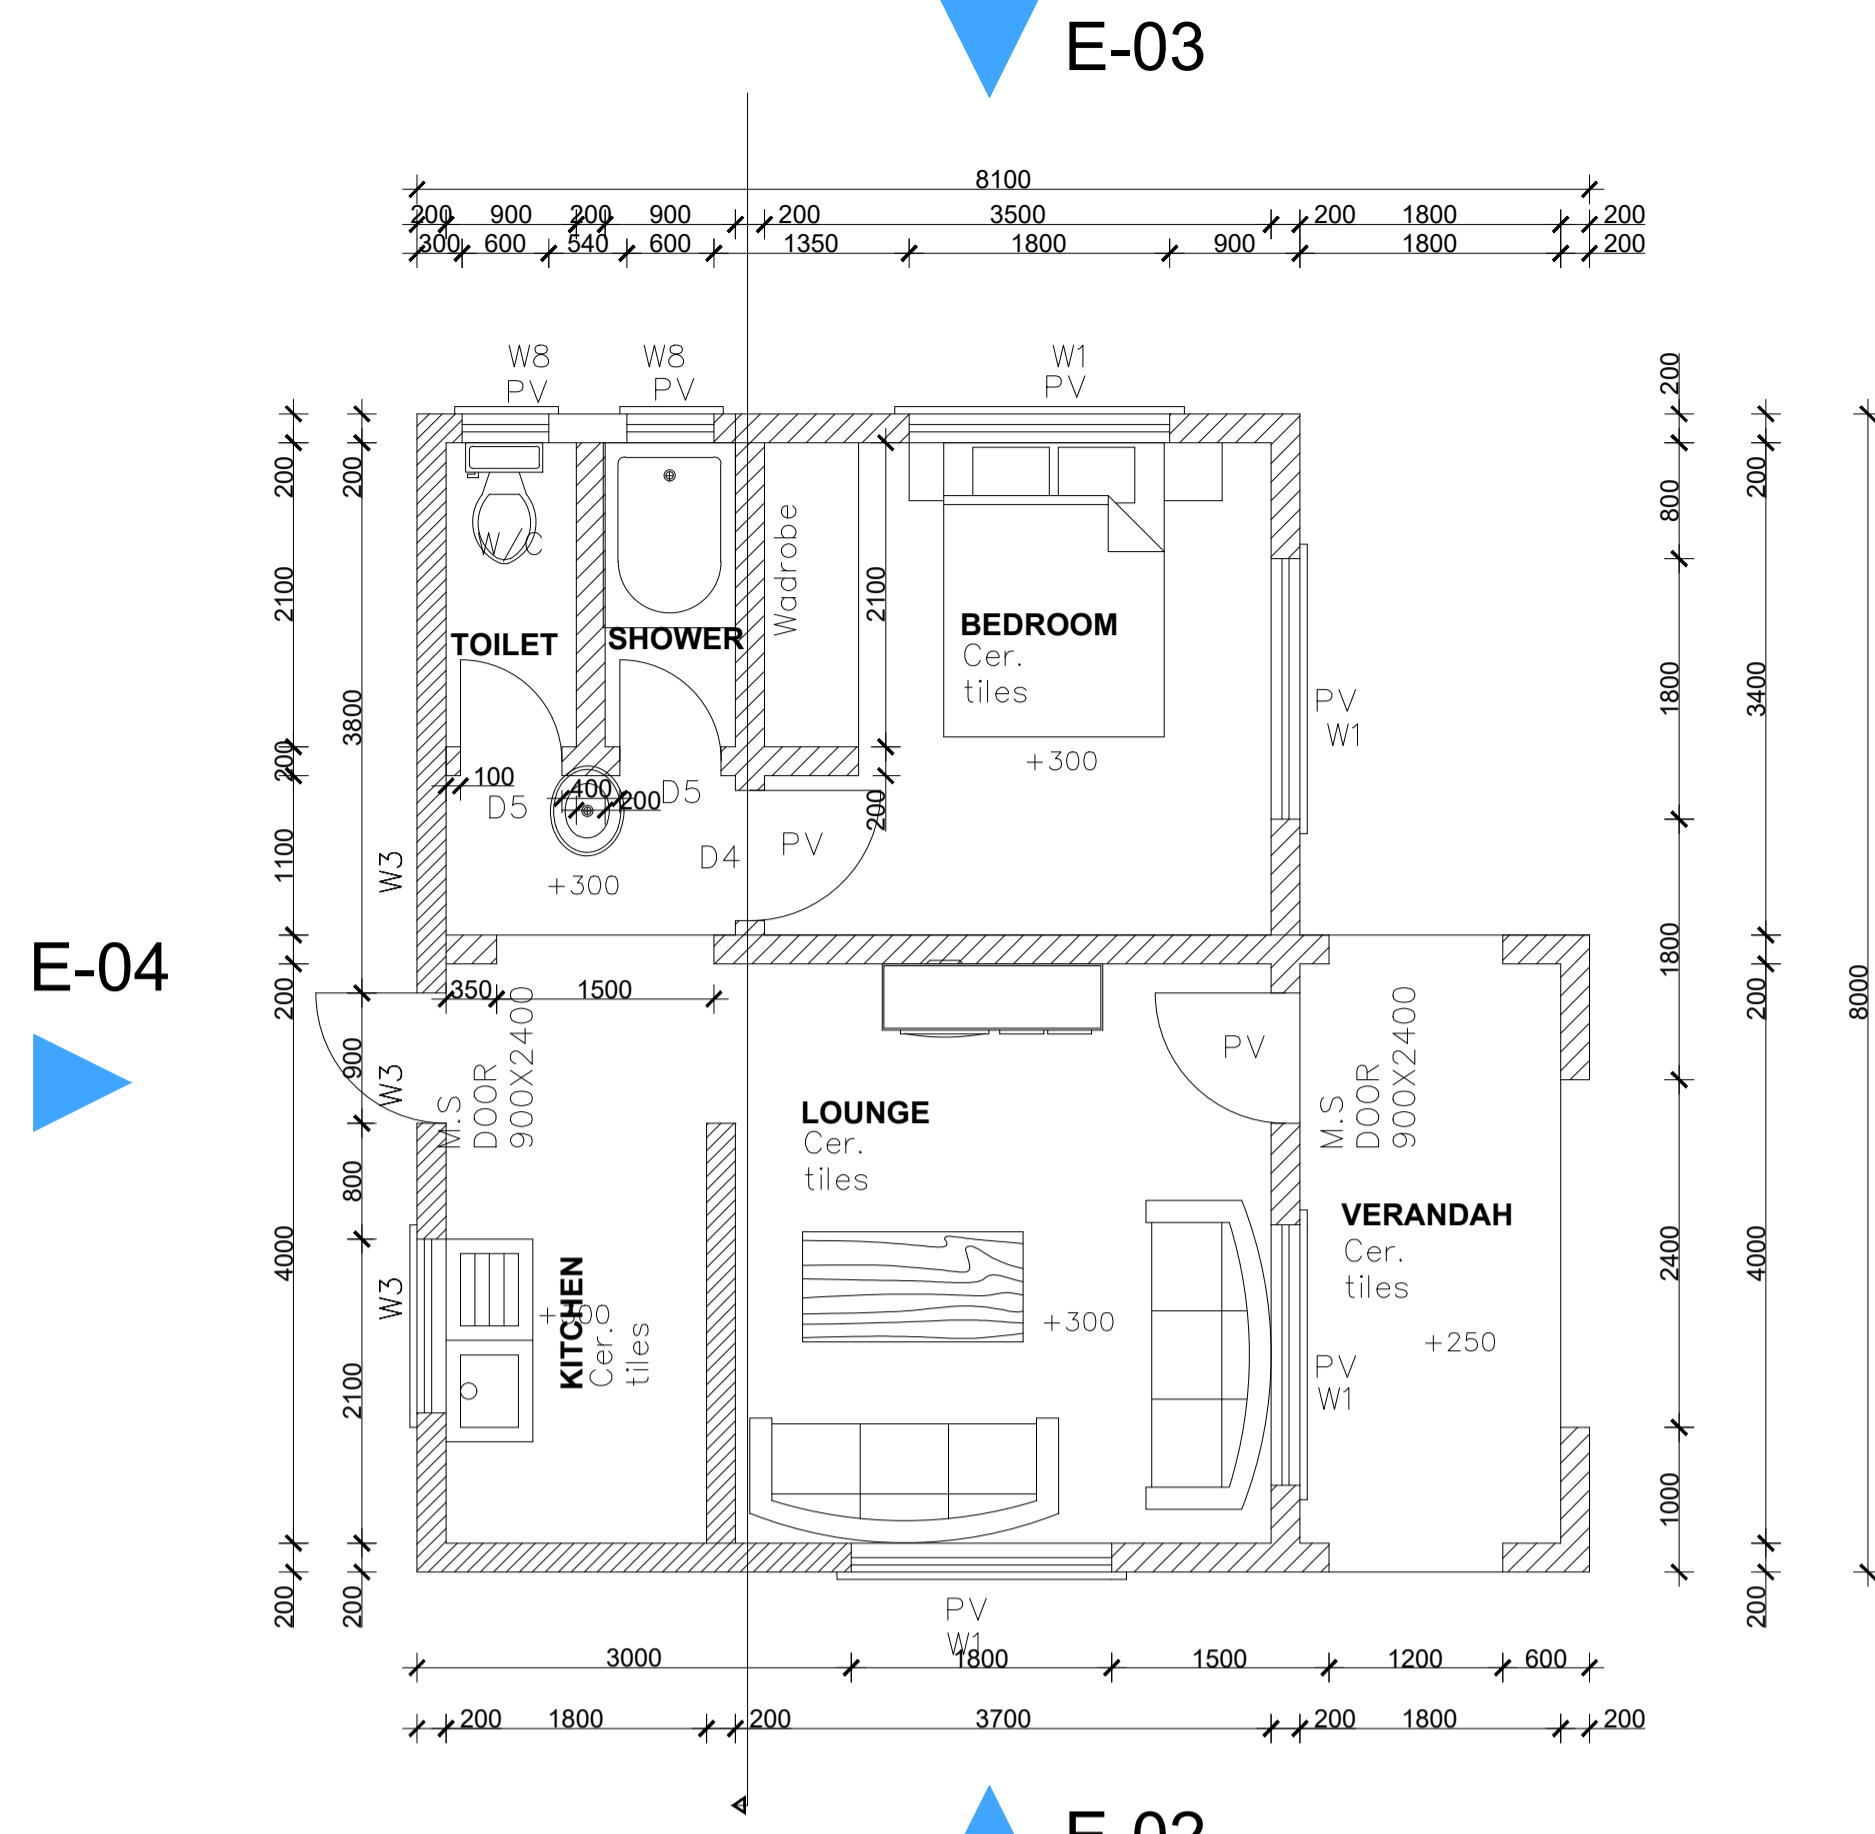 E-03
8100
200 900 200 900 200 3500 200 1800 200
300 600 540 600 1350 1800 900 1800 200
W8
PV
W8
PV
W1
PV
200
200
2100
200
1100
200
4000
200
200
3800
900
800
2100
200
W/C
TOILET
SHOWER
Wadrobe
2100
200
BEDROOM
Cer.
tiles
+300
PV
W1
100
D5
400
200
D5
+300
D4
PV
W3
E-04
350 1500
W3
M.S
DOOR
900X2400
W3
KITCHEN
+300
Cer.
tiles
LOUNGE
Cer.
tiles
+300
PV
M.S
DOOR
900X2400
VERANDAH
Cer.
tiles
+250
PV
W1
800
1800
1800
2400
1000
200
3400
200
4000
200
8000
PV
W1
3000 1800 1500 1200 600
200 1800 200 3700 200 1800 200
E-02